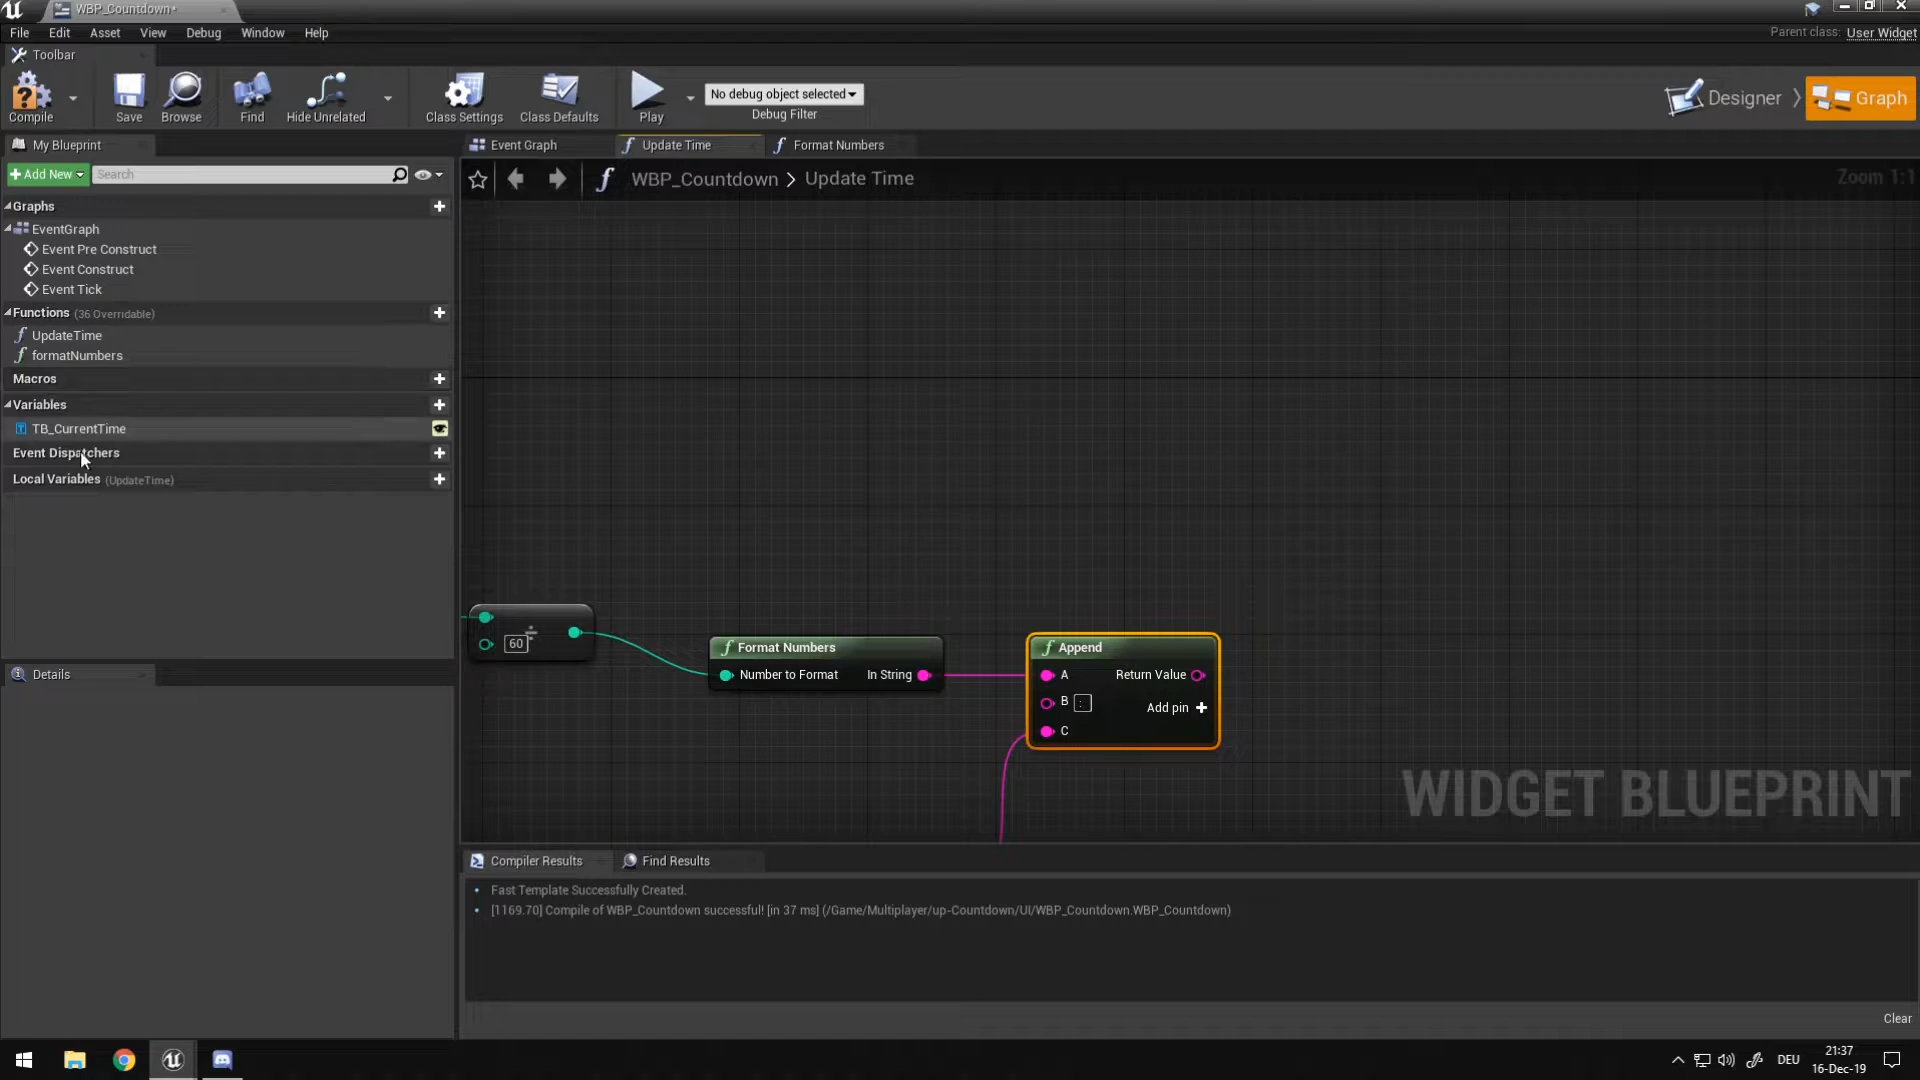 WBP_Countdown*
File Edit Asset View Debug Window Help
Parent class: User Widget
Toolbar
Compile
Save
Browse
Find
Hide Unrelated
Class Settings
Class Defaults
Play
No debug object selected
Debug Filter
Designer
Graph
My Blueprint
Event Graph
Update Time
Format Numbers
Add New
Search
WBP_Countdown > Update Time
Zoom 1:1
Graphs
EventGraph
Event Pre Construct
Event Construct
Event Tick
Functions (36 Overridable)
UpdateTime
formatNumbers
Macros
Variables
TB_CurrentTime
Event Dispatchers
Local Variables (UpdateTime)
Details
60 ÷
Format Numbers
Number to Format In String
Append
A Return Value
B : Add pin +
C
WIDGET BLUEPRINT
Compiler Results
Find Results
Fast Template Successfully Created.
[1169.70] Compile of WBP_Countdown successful! [in 37 ms] (/Game/Multiplayer/up-Countdown/UI/WBP_Countdown.WBP_Countdown)
Clear
DEU
21:37
16-Dec-19